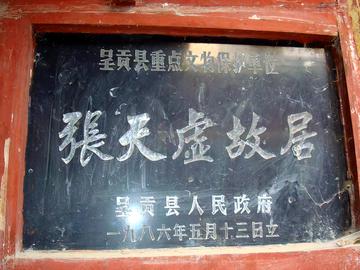 呈贡县重点文物保护单位
張天虚故居
呈贡县人民政府
一九八六年五月十三日立